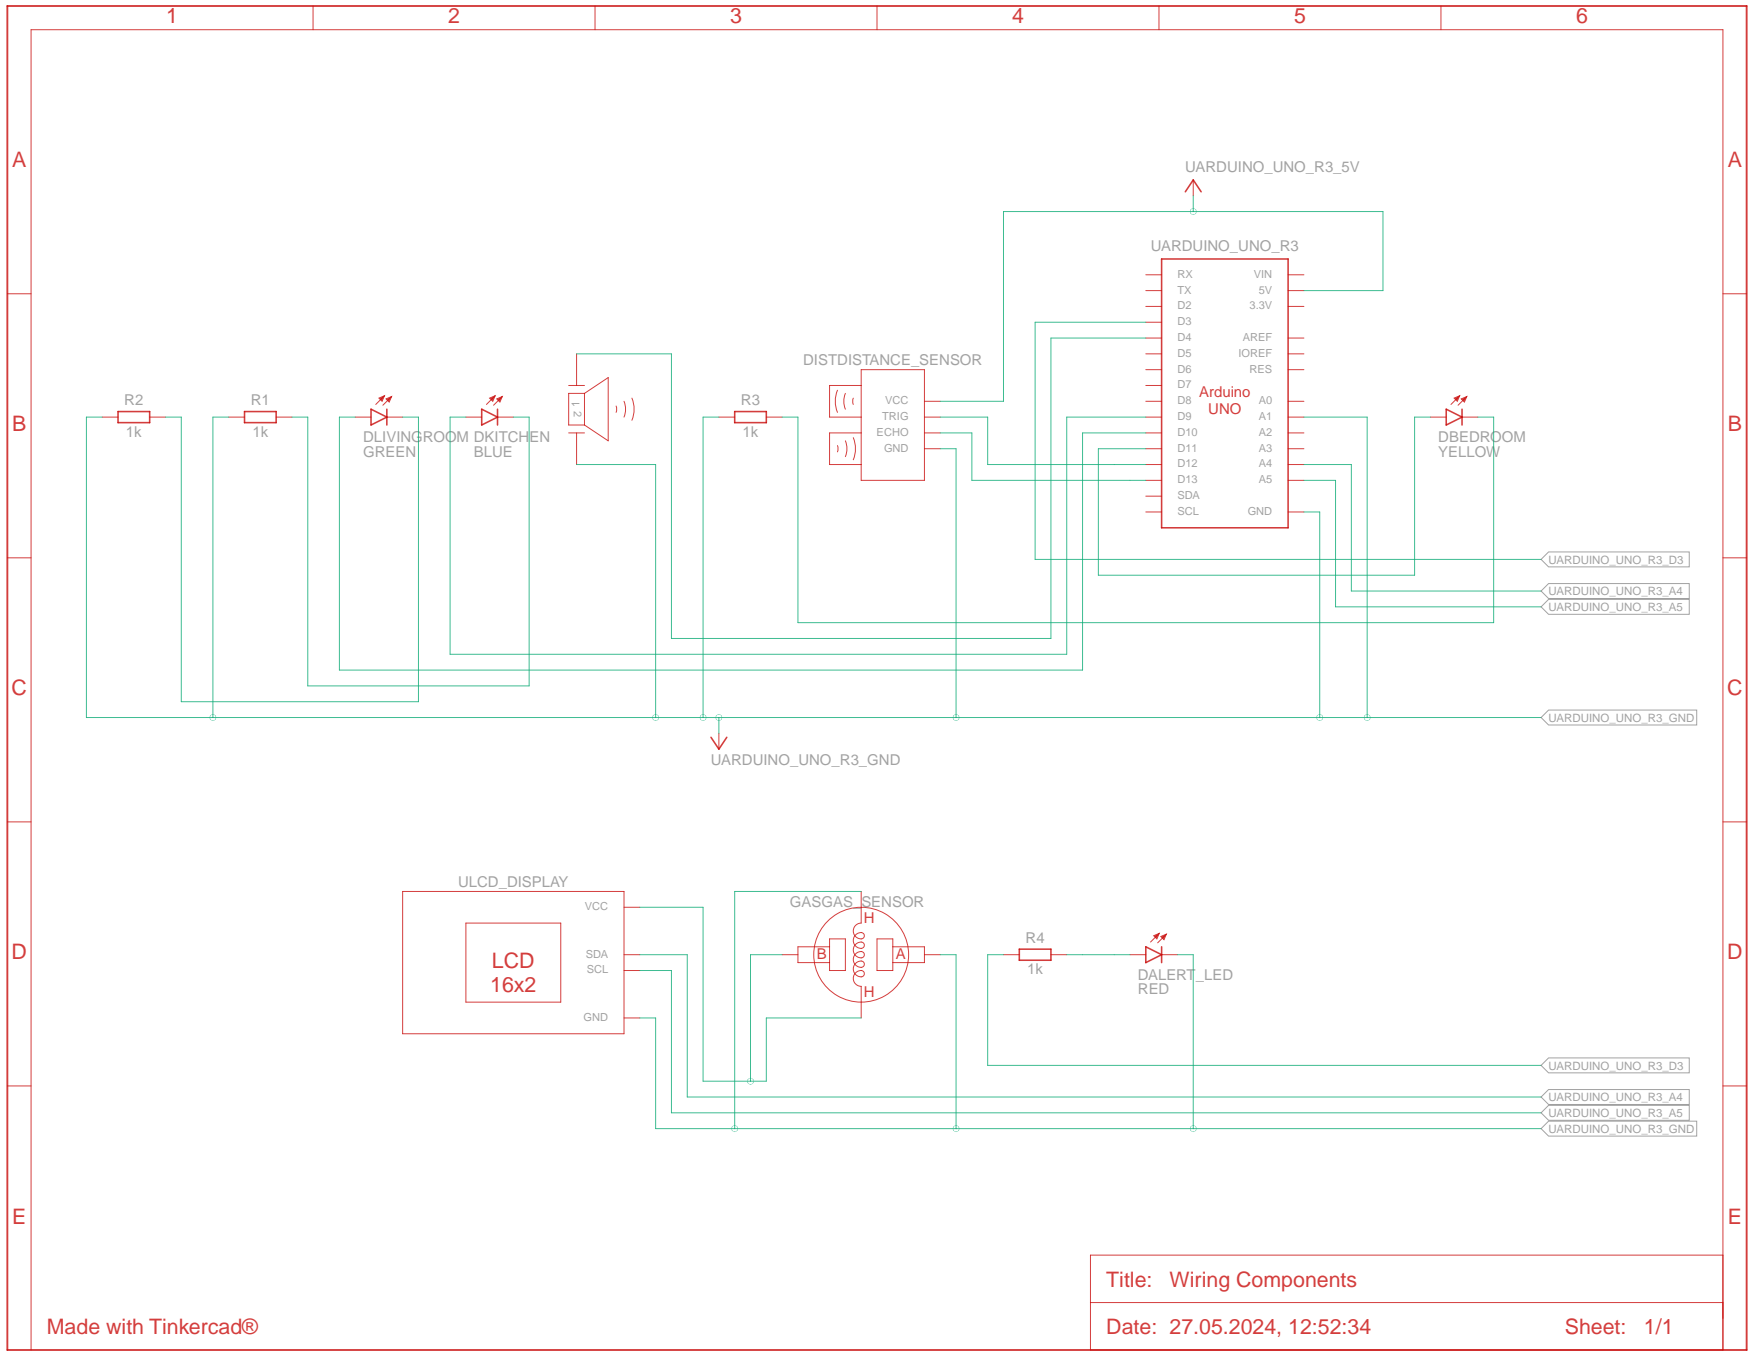 1 2 3 4 5 6
A A
UARDUINO_UNO_R3_5V
UARDUINO_UNO_R3
RX VIN
TX 5V
D2 3.3V
D3
D4 AREF
D5 IOREF
D6 RES
D7
Arduino
UNO
D8 A0
D9 A1
D10 A2
D11 A3
D12 A4
D13 A5
SDA
SCL GND
DISTDISTANCE_SENSOR
VCC
TRIG
ECHO
GND
B B
R2
1k
R1
1k
DLIVINGROOM
GREEN
DKITCHEN
BLUE
1 2
R3
1k
DBEDROOM
YELLOW
UARDUINO_UNO_R3_D3
UARDUINO_UNO_R3_A4
UARDUINO_UNO_R3_A5
C C
UARDUINO_UNO_R3_GND
UARDUINO_UNO_R3_GND
ULCD_DISPLAY
VCC
SDA
SCL
GND
LCD
16x2
GASGAS_SENSOR
H
B A
H
R4
1k
DALERT_LED
RED
D D
UARDUINO_UNO_R3_D3
UARDUINO_UNO_R3_A4
UARDUINO_UNO_R3_A5
UARDUINO_UNO_R3_GND
E E
Title: Wiring Components
Made with Tinkercad®
Date: 27.05.2024, 12:52:34 Sheet: 1/1